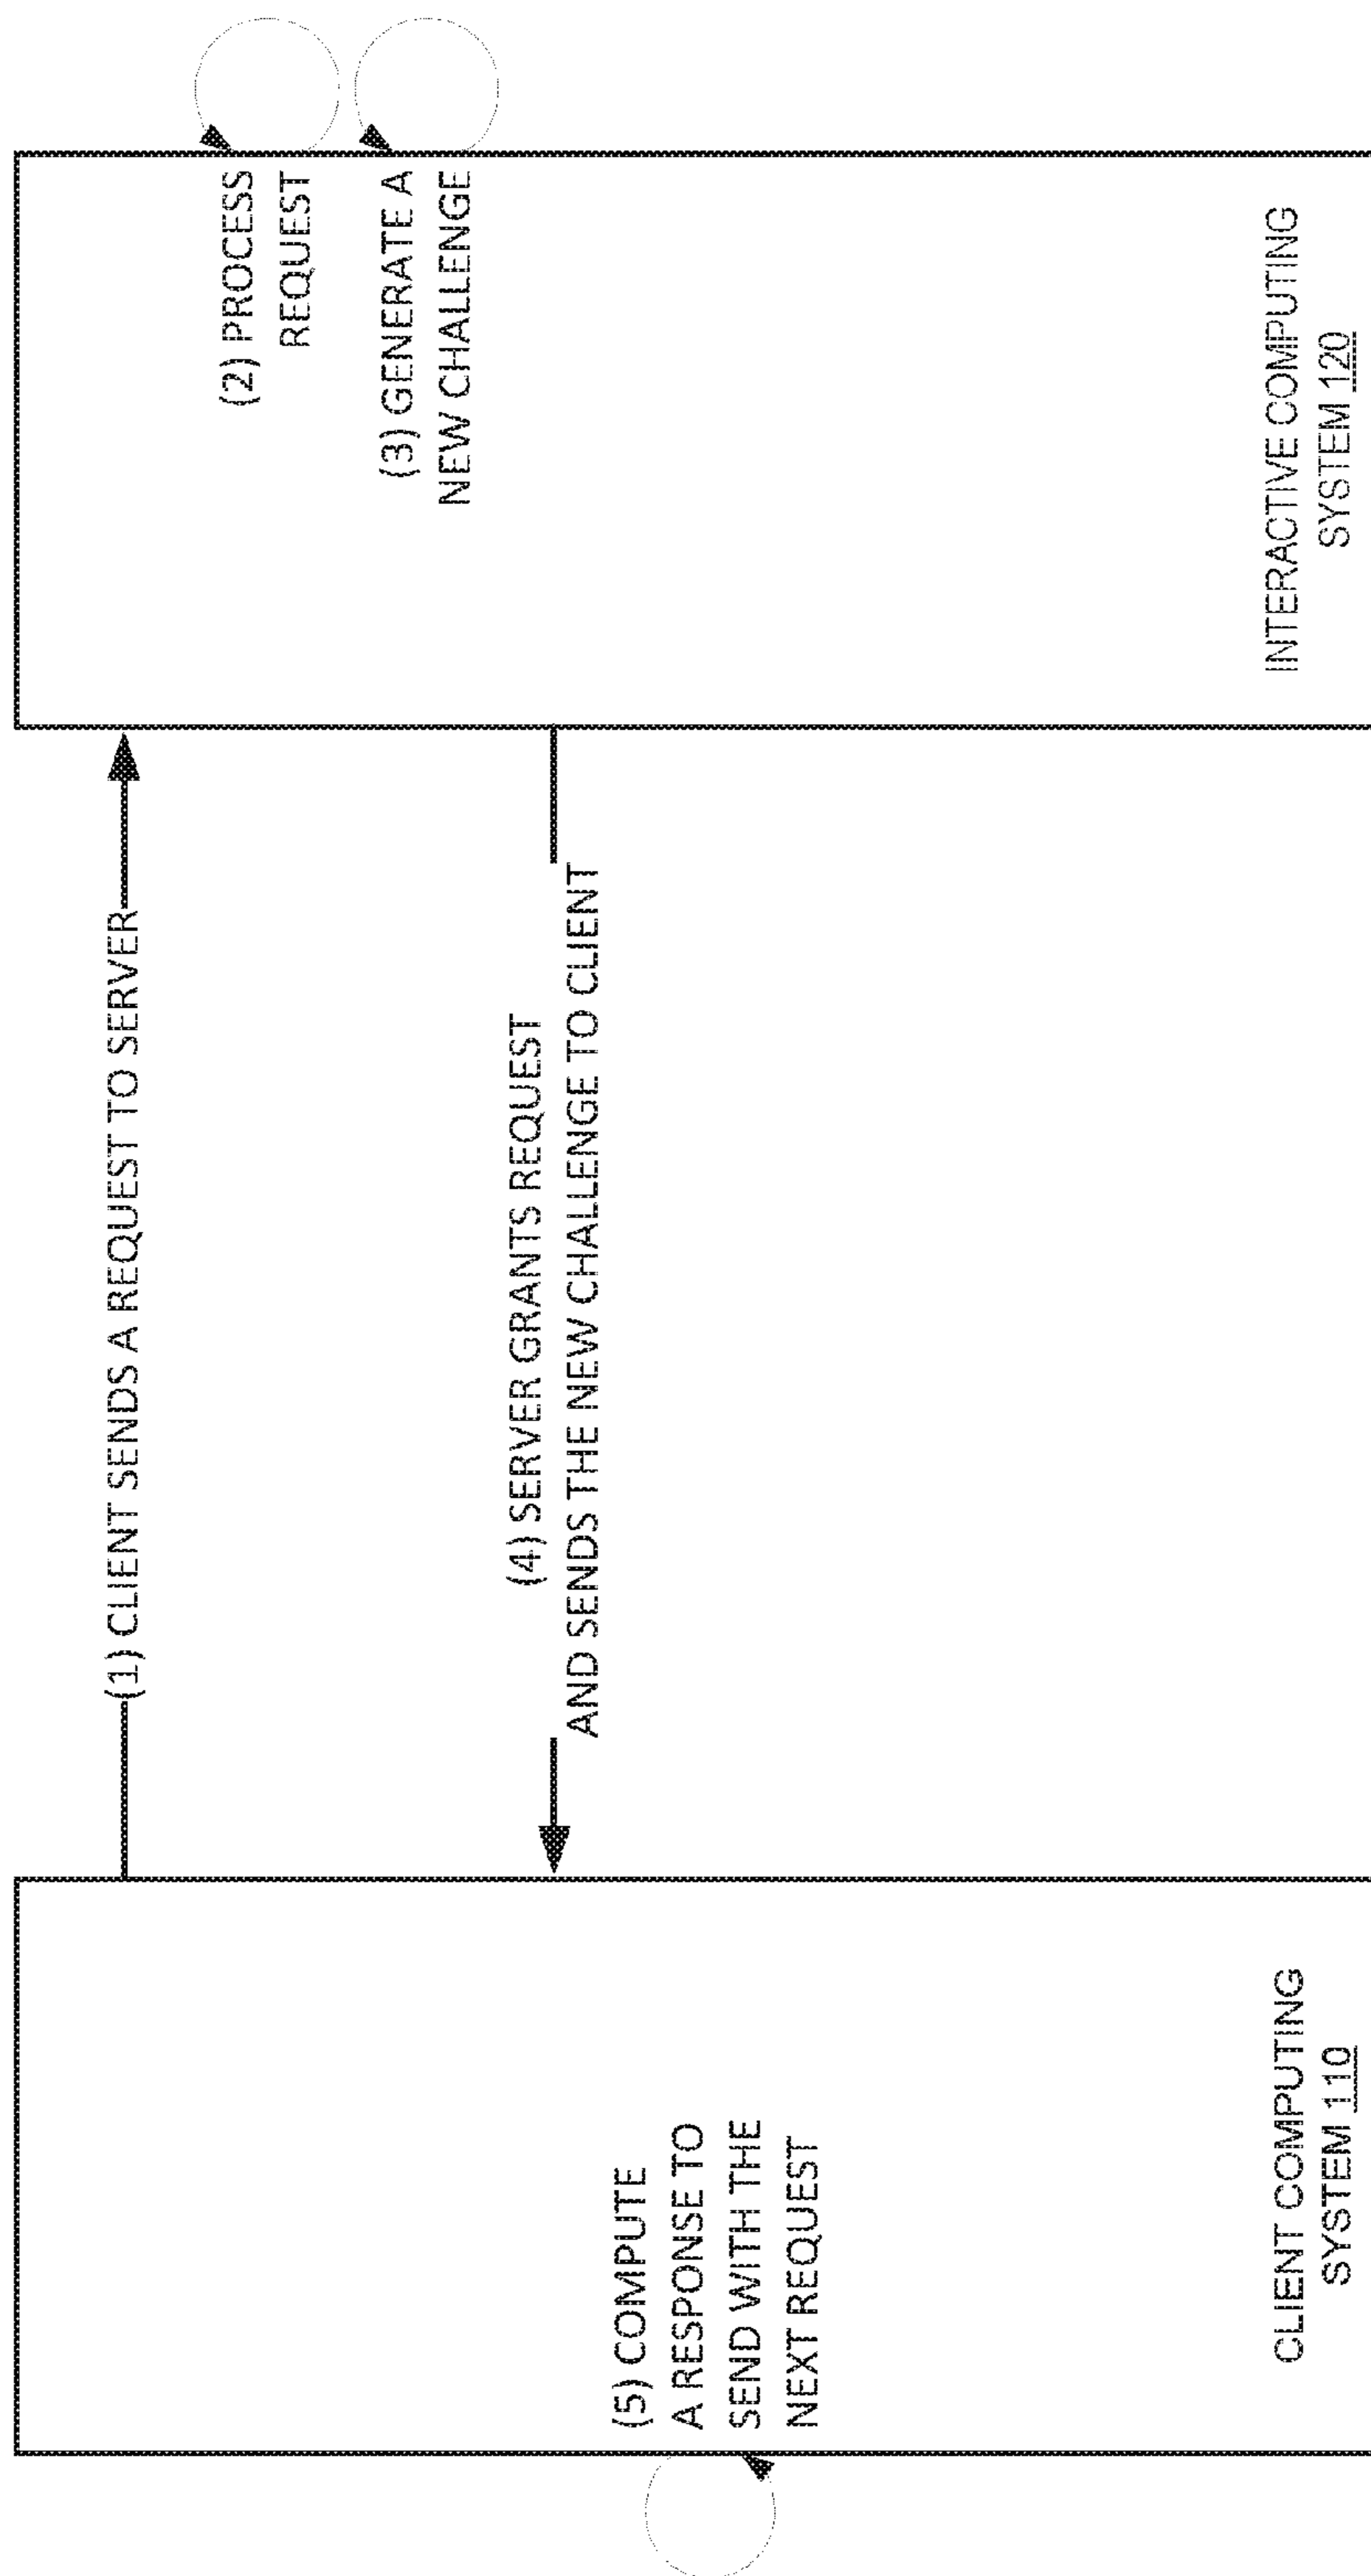 (1) CLIENT SENDS A REQUEST TO SERVER
(2) PROCESS
REQUEST
(3) GENERATE A
NEW CHALLENGE
(4) SERVER GRANTS REQUEST
AND SENDS THE NEW CHALLENGE TO CLIENT
(5) COMPUTE
A RESPONSE TO
SEND WITH THE
NEXT REQUEST
CLIENT COMPUTING
SYSTEM 110
INTERACTIVE COMPUTING
SYSTEM 120